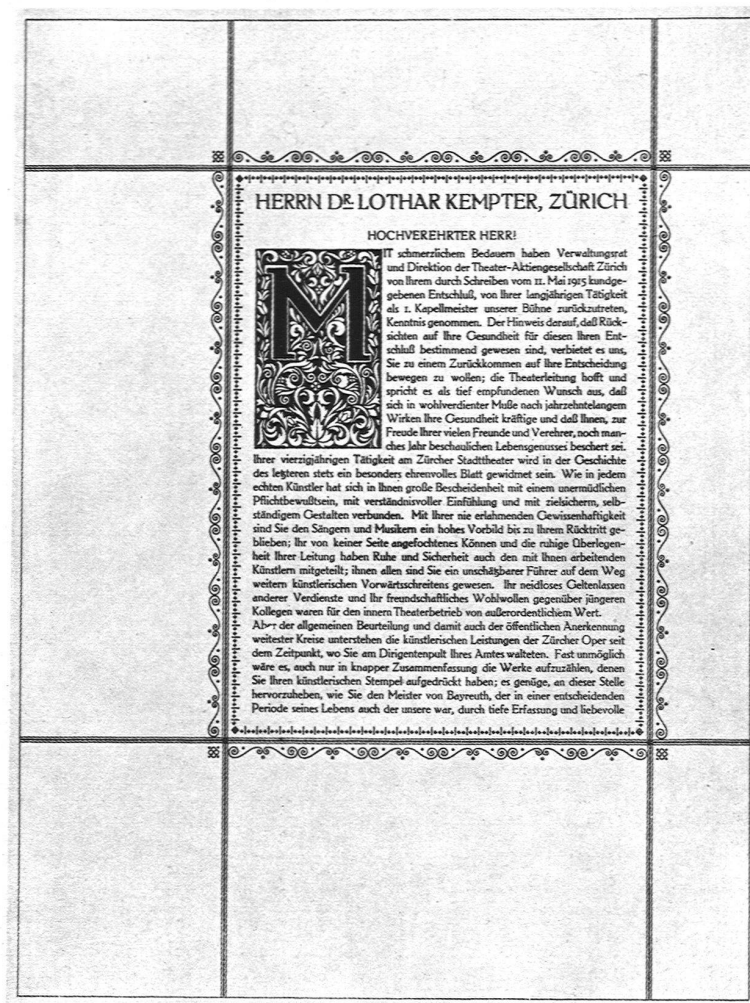 HERRN DR. LOTHAR KEMPTER, ZÜRICH
HOCHVEREHRTER HERR!
MIT schmerzlichem Bedauern haben Verwaltungsrat
und Direktion der Theater-Aktiengesellschaft Zürich
von Ihrem durch Schreiben vom 11. Mai 1915 kundge-
gebenen Entschluß, von Ihrer langjährigen Tätigkeit
als 1. Kapellmeister unserer Bühne zurückzutreten,
Kenntnis genommen. Der Hinweis darauf, daß Rück-
sichten auf Ihre Gesundheit für diesen Ihren Ent-
schluß bestimmend gewesen sind, verbietet es uns,
Sie zu einem Zurückkommen auf Ihre Entscheidung
bewegen zu wollen; die Theaterleitung hofft und
spricht es als tief empfundenen Wunsch aus, daß
sich in wohlverdienter Muße nach jahrzehntelangem
Wirken Ihre Gesundheit kräftige und daß Ihnen, zur
Freude Ihrer vielen Freunde und Verehrer, noch man-
ches Jahr beschaulichen Lebensgenusses beschert sei.
Ihrer vierzigjährigen Tätigkeit am Zürcher Stadttheater wird in der Geschichte
des letzteren stets ein besonders ehrenvolles Blatt gewidmet sein. Wie in jedem
echten Künstler hat sich in Ihnen große Bescheidenheit mit einem unermüdlichen
Pflichtbewußtsein, mit verständnisvoller Einfühlung und mit zielsicherm, selb-
ständigem Gestalten verbunden. Mit Ihrer nie erlahmenden Gewissenhaftigkeit
sind Sie den Sängern und Musikern ein hohes Vorbild bis zu Ihrem Rücktritt ge-
blieben; Ihr von keiner Seite angefochtenes Können und die ruhige Überlegen-
heit Ihrer Leitung haben Ruhe und Sicherheit auch den mit Ihnen arbeitenden
Künstlern mitgeteilt; ihnen allen sind Sie ein unschätzbarer Führer auf dem Weg
weitern künstlerischen Vorwärtsschreitens gewesen. Ihr neidloses Geltenlassen
anderer Verdienste und Ihr freundschaftliches Wohlwollen gegenüber jüngeren
Kollegen waren für den innern Theaterbetrieb von außerordentlichem Wert.
Aber der allgemeinen Beurteilung und damit auch der öffentlichen Anerkennung
weitester Kreise unterstehen die künstlerischen Leistungen der Zürcher Oper seit
dem Zeitpunkt, wo Sie am Dirigentenpult Ihres Amtes walteten. Fast unmöglich
wäre es, auch nur in knapper Zusammenfassung die Werke aufzuzählen, denen
Sie Ihren künstlerischen Stempel aufgedrückt haben; es genüge, an dieser Stelle
hervorzuheben, wie Sie den Meister von Bayreuth, der in einer entscheidenden
Periode seines Lebens auch der unsere war, durch tiefe Erfassung und liebevolle